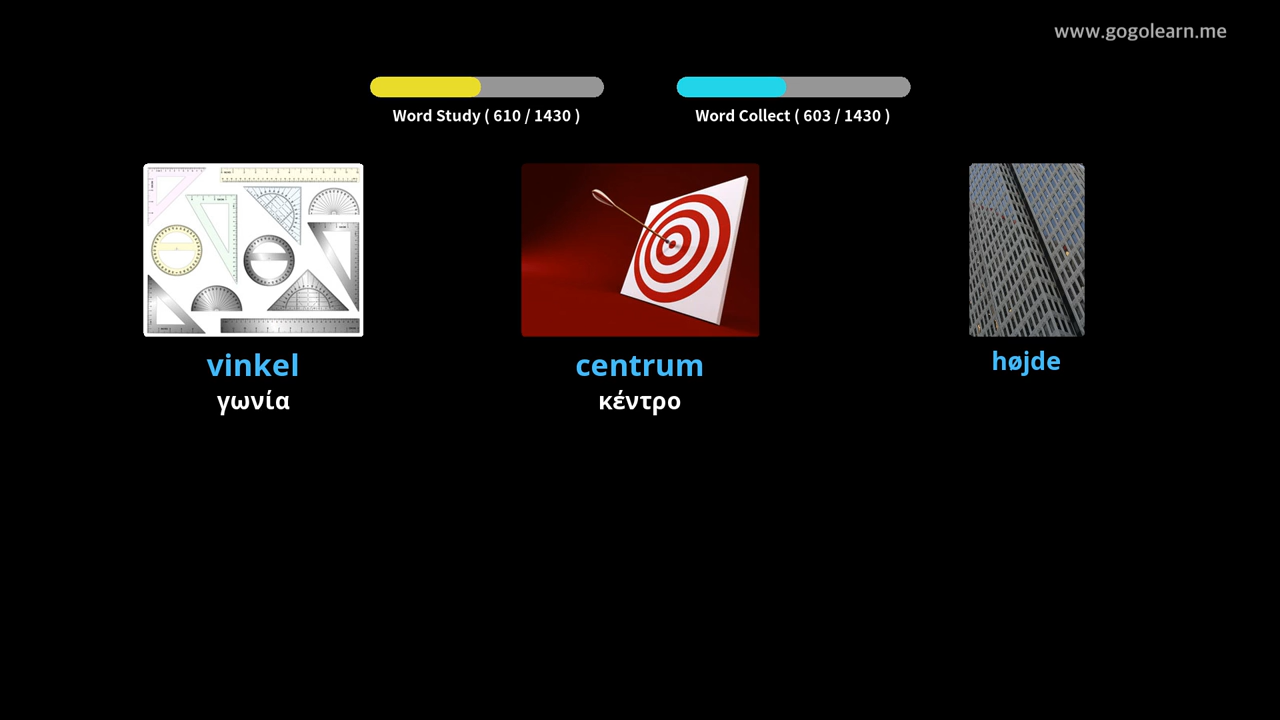 www.gogolearn.me
Word Study ( 610 / 1430 )
Word Collect ( 603 / 1430 )
vinkel
centrum
højde
γωνία
κέντρο